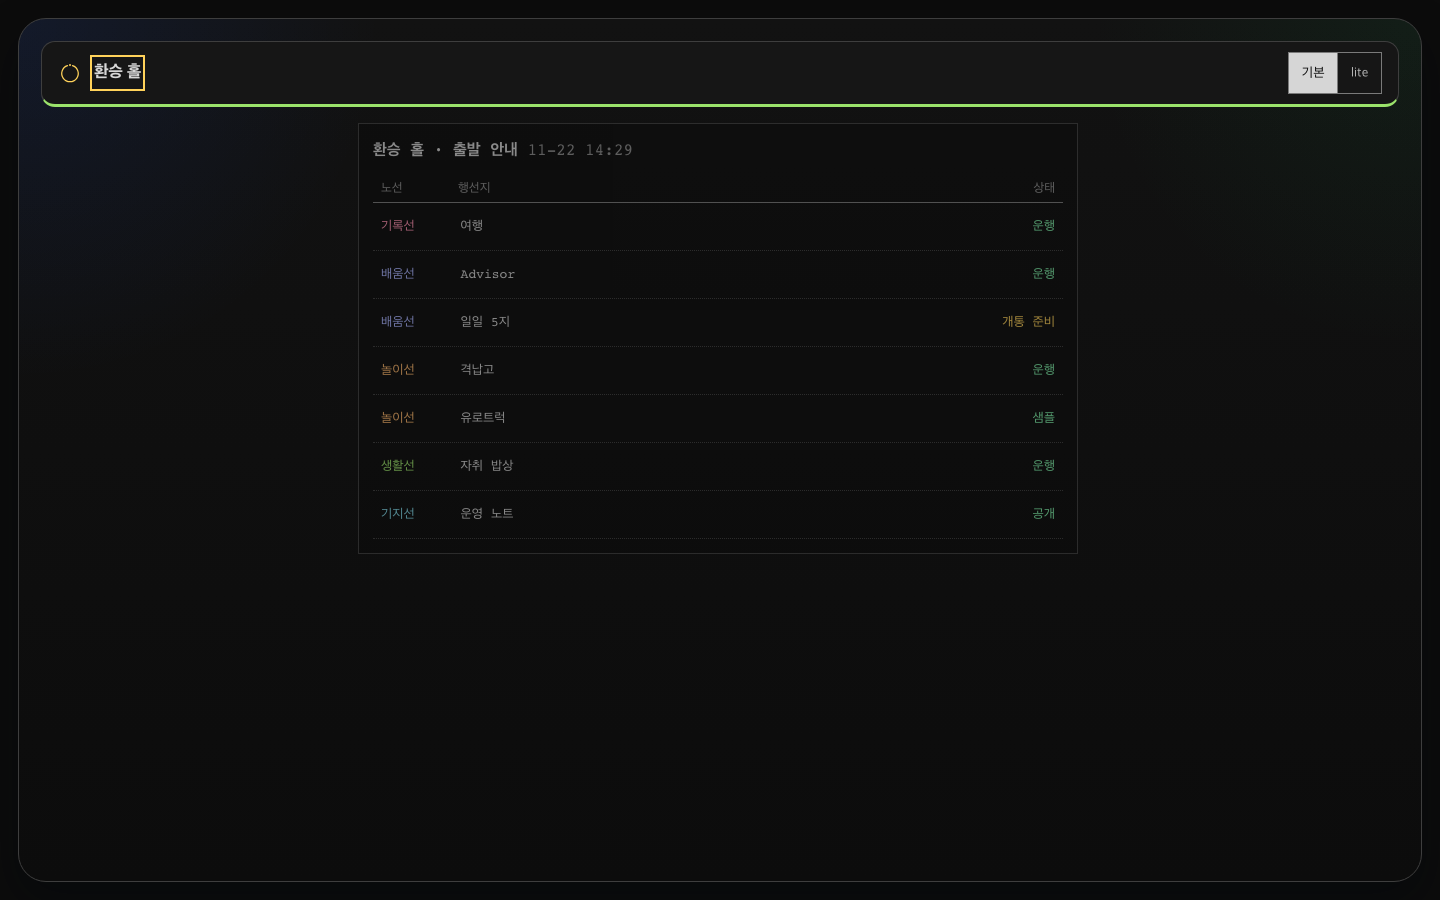 환승 홀
기본 lite
환승 홀 · 출발 안내 11-22 14:29
노선 행선지 상태
기록선 여행 운행
배움선 Advisor 운행
배움선 일일 5지 개통 준비
놀이선 격납고 운행
놀이선 유로트럭 샘플
생활선 자취 밥상 운행
기지선 운영 노트 공개